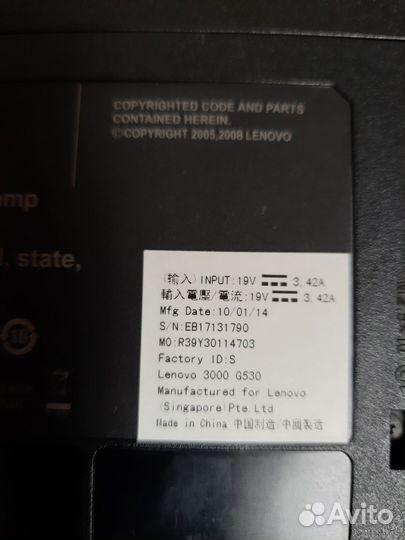 COPYRIGHTED CODE AND PARTS
CONTAINED HEREIN.
©COPYRIGHT 2005,2008 LENOVO
amp
state,
(输入) INPUT:19V 3.42A
輸入電壓/電流:19V 3.42A
Mfg Date:10/01/14
S/N:EB17131790
MO:R39Y30114703
Factory ID:S
Lenovo 3000 G530
Manufactured for Lenovo
(Singapore)Pte.Ltd
Made in China 中国制造/中國製造
Avito